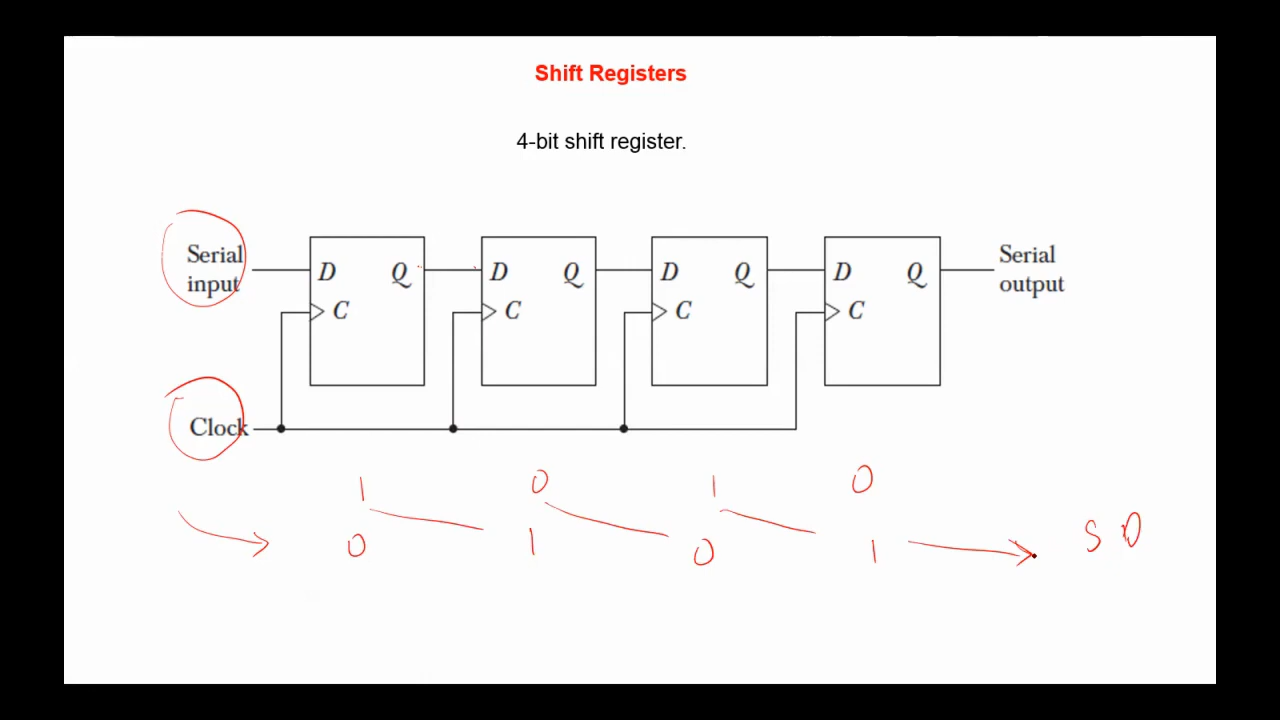 Shift Registers
4-bit shift register.
Serial
input
D Q D Q D Q D Q
Serial
output
C C C C
Clock
1 0 1 0
0 1 0 1 S O